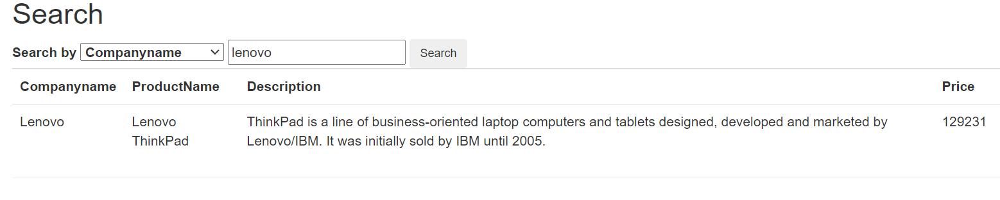 Search
Search by Companyname lenovo Search
Companyname ProductName Description Price
Lenovo Lenovo ThinkPad is a line of business-oriented laptop computers and tablets designed, developed and marketed by 129231
ThinkPad Lenovo/IBM. It was initially sold by IBM until 2005.